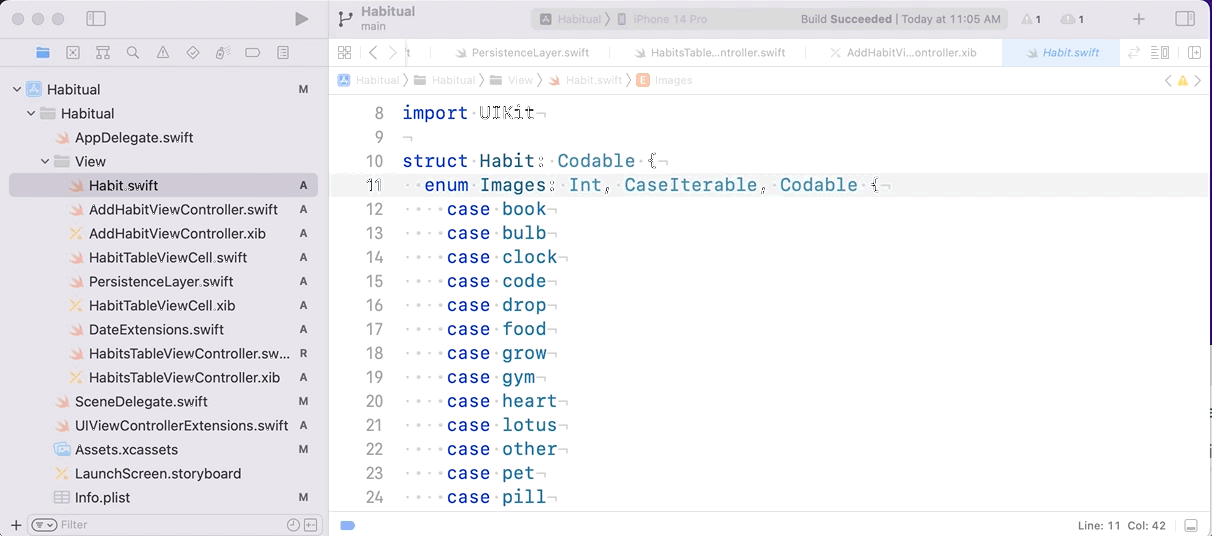 Habitual
main
Habitual iPhone 14 Pro
Build Succeeded | Today at 11:05 AM
1 1
PersistenceLayer.swift HabitsTable...ntroller.swift AddHabitVi...ontroller.xib Habit.swift
Habitual Habitual View Habit.swift E Images
Habitual M
Habitual
AppDelegate.swift
View
Habit.swift A
AddHabitViewController.swift A
AddHabitViewController.xib A
HabitTableViewCell.swift A
PersistenceLayer.swift A
HabitTableViewCell.xib A
DateExtensions.swift A
HabitsTableViewController.sw... R
HabitsTableViewController.xib A
SceneDelegate.swift M
UIViewControllerExtensions.swift A
Assets.xcassets M
LaunchScreen.storyboard
Info.plist M
Filter
8 import UIKit
9
10 struct Habit: Codable {
11 enum Images: Int, CaseIterable, Codable {
12 case book
13 case bulb
14 case clock
15 case code
16 case drop
17 case food
18 case grow
19 case gym
20 case heart
21 case lotus
22 case other
23 case pet
24 case pill
Line: 11 Col: 42